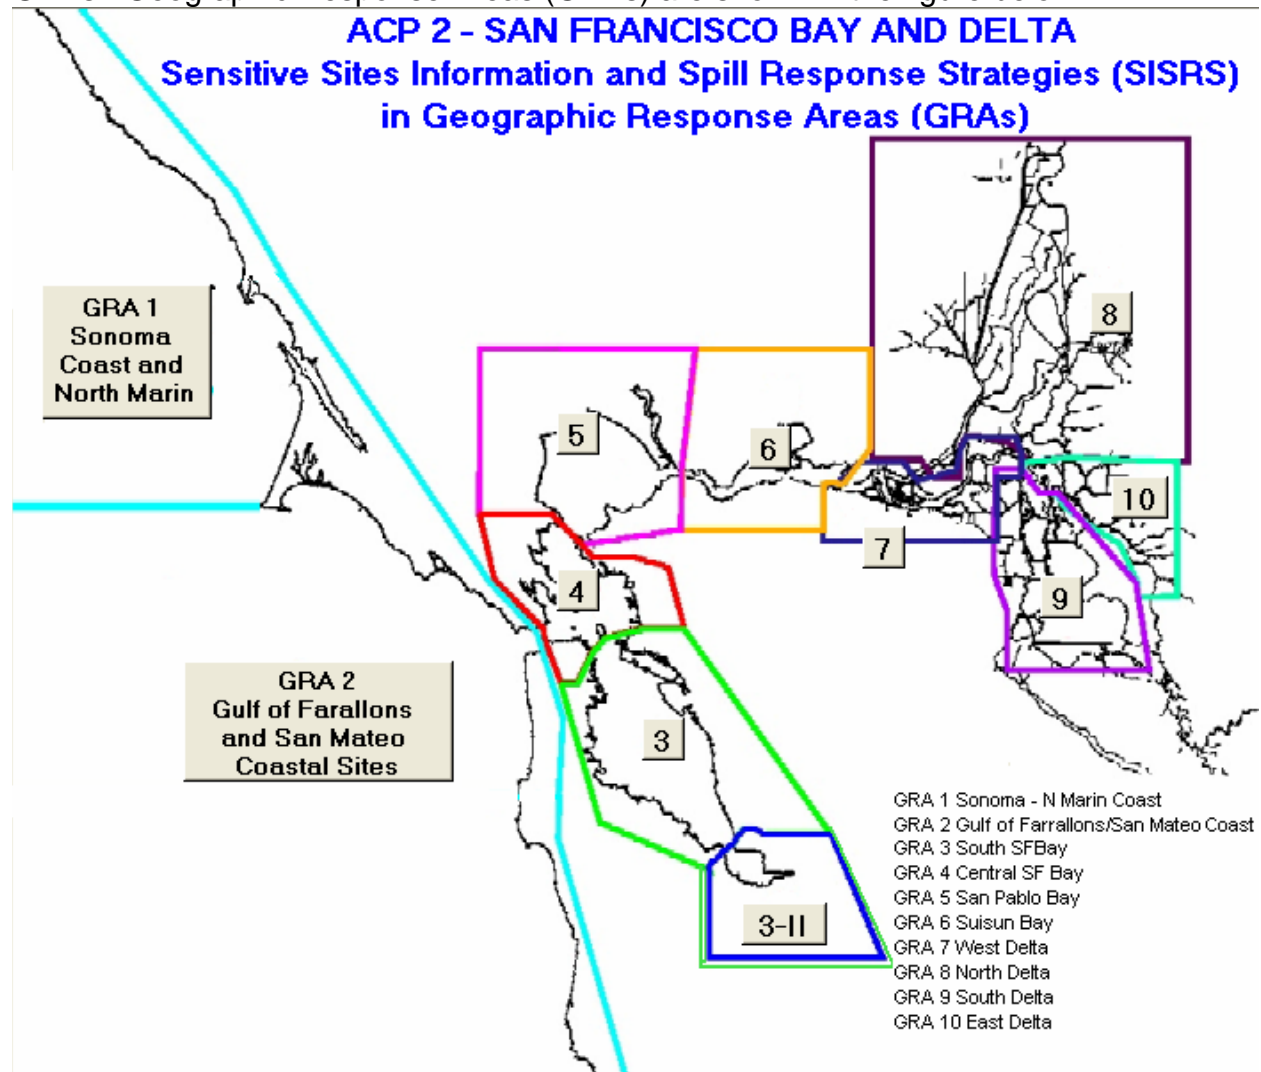 ACP 2 - SAN FRANCISCO BAY AND DELTA
Sensitive Sites Information and Spill Response Strategies (SISRS)
in Geographic Response Areas (GRAs)
GRA 1
Sonoma
Coast and
North Marin
8
5
6
10
7
4
9
GRA 2
Gulf of Farallons
and San Mateo
Coastal Sites
3
3-II
GRA 1 Sonoma - N Marin Coast
GRA 2 Gulf of Farrallons/San Mateo Coast
GRA 3 South SFBay
GRA 4 Central SF Bay
GRA 5 San Pablo Bay
GRA 6 Suisun Bay
GRA 7 West Delta
GRA 8 North Delta
GRA 9 South Delta
GRA 10 East Delta